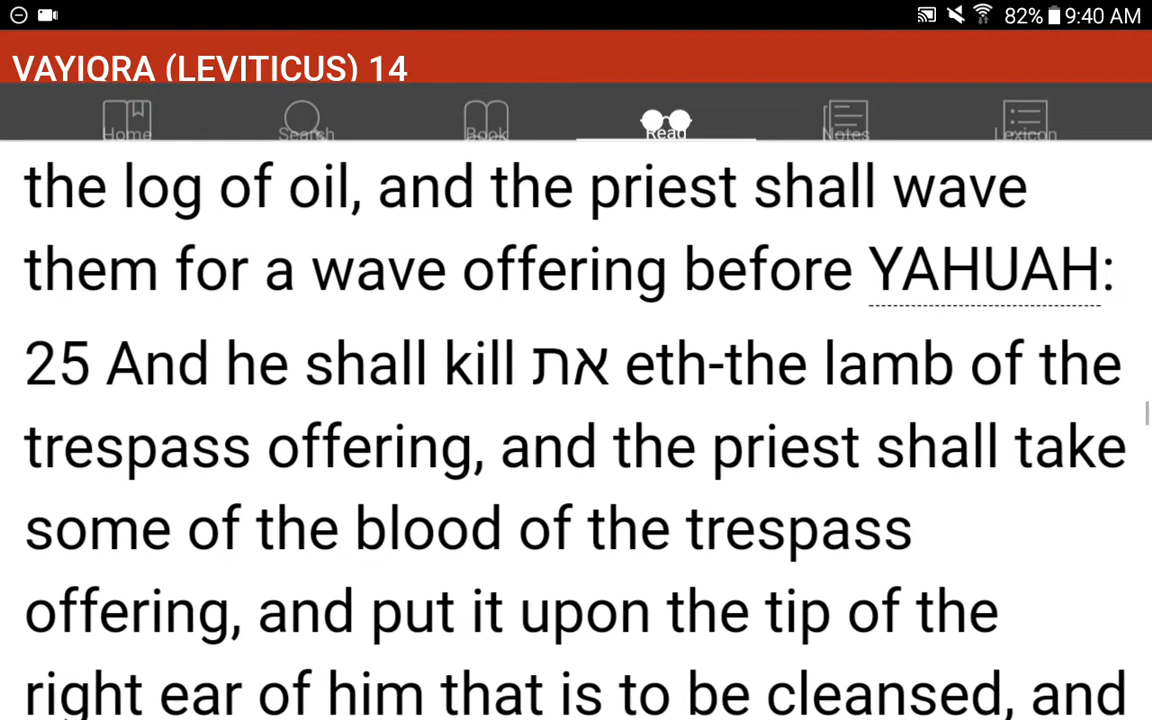 82% 9:40 AM
VAYIQRA (LEVITICUS) 14
Home Search Book Read Notes Lexicon
the log of oil, and the priest shall wave
them for a wave offering before YAHUAH:
25 And he shall kill את eth-the lamb of the
trespass offering, and the priest shall take
some of the blood of the trespass
offering, and put it upon the tip of the
right ear of him that is to be cleansed, and